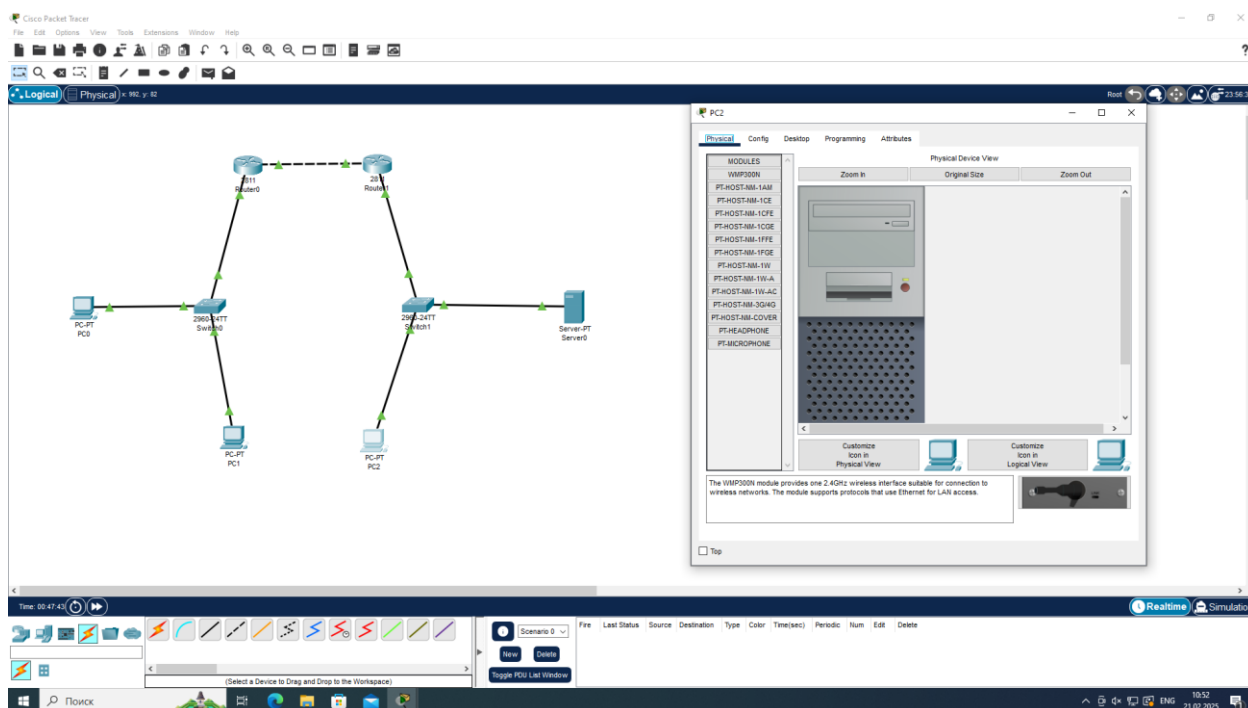 Cisco Packet Tracer
File Edit Options View Tools Extensions Window Help
?
Logical Physical x: 992, y: 82
Root 23:56:3
PC2
Physical Config Desktop Programming Attributes
MODULES
WMP300N
PT-HOST-NM-1AM
PT-HOST-NM-1CE
PT-HOST-NM-1CFE
PT-HOST-NM-1CGE
PT-HOST-NM-1FFE
PT-HOST-NM-1FGE
PT-HOST-NM-1W
PT-HOST-NM-1W-A
PT-HOST-NM-1W-AC
PT-HOST-NM-3G/4G
PT-HOST-NM-COVER
PT-HEADPHONE
PT-MICROPHONE
Physical Device View
Zoom In Original Size Zoom Out
Customize
Icon in
Physical View
Customize
Icon in
Logical View
The WMP300N module provides one 2.4GHz wireless interface suitable for connection to
wireless networks. The module supports protocols that use Ethernet for LAN access.
Top
Router0
Router1
PC-PT
PC0
2960-24TT
Switch0
2960-24TT
Switch1
Server-PT
Server0
PC-PT
PC1
PC-PT
PC2
Time: 00:47:43
Realtime Simulatio
Scenario 0
New Delete
Toggle PDU List Window
Fire Last Status Source Destination Type Color Time(sec) Periodic Num Edit Delete
(Select a Device to Drag and Drop to the Workspace)
Поиск
ENG
10:52
21.02.2025